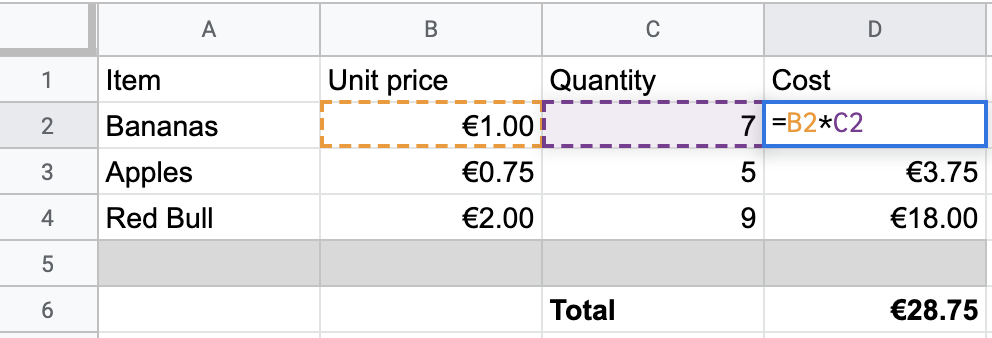 A B C D
1 Item Unit price Quantity Cost
2 Bananas €1.00 7 =B2*C2
3 Apples €0.75 5 €3.75
4 Red Bull €2.00 9 €18.00
5
6 Total €28.75